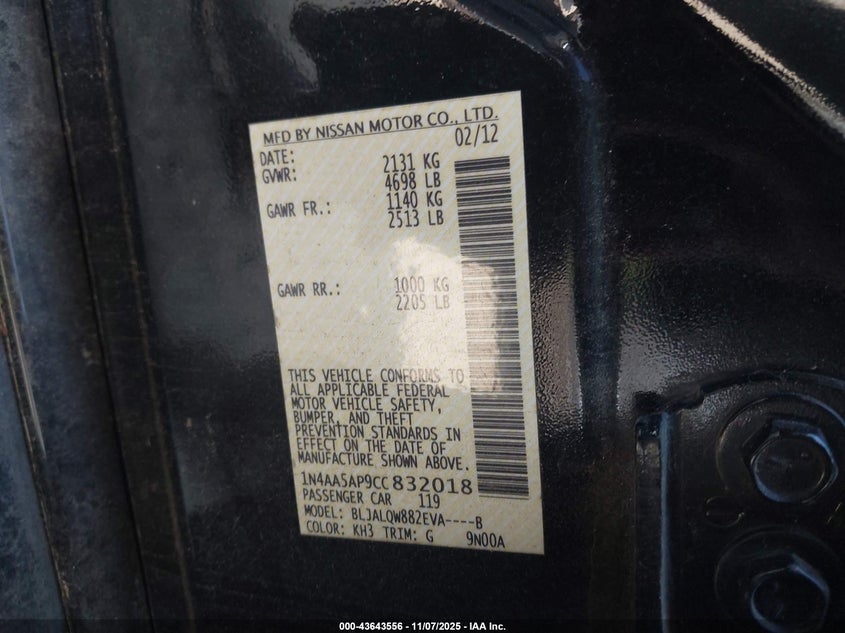 MFD BY NISSAN MOTOR CO., LTD.
DATE: 02/12
GVWR: 2131 KG
4698 LB
GAWR FR.: 1140 KG
2513 LB
GAWR RR.: 1000 KG
2205 LB
THIS VEHICLE CONFORMS TO
ALL APPLICABLE FEDERAL
MOTOR VEHICLE SAFETY,
BUMPER, AND THEFT
PREVENTION STANDARDS IN
EFFECT ON THE DATE OF
MANUFACTURE SHOWN ABOVE.
1N4AA5AP9CC832018
PASSENGER CAR 119
MODEL: BLJALQW882EVA----B
COLOR: KH3 TRIM: G 9N00A
000-43643556 - 11/07/2025 - IAA Inc.